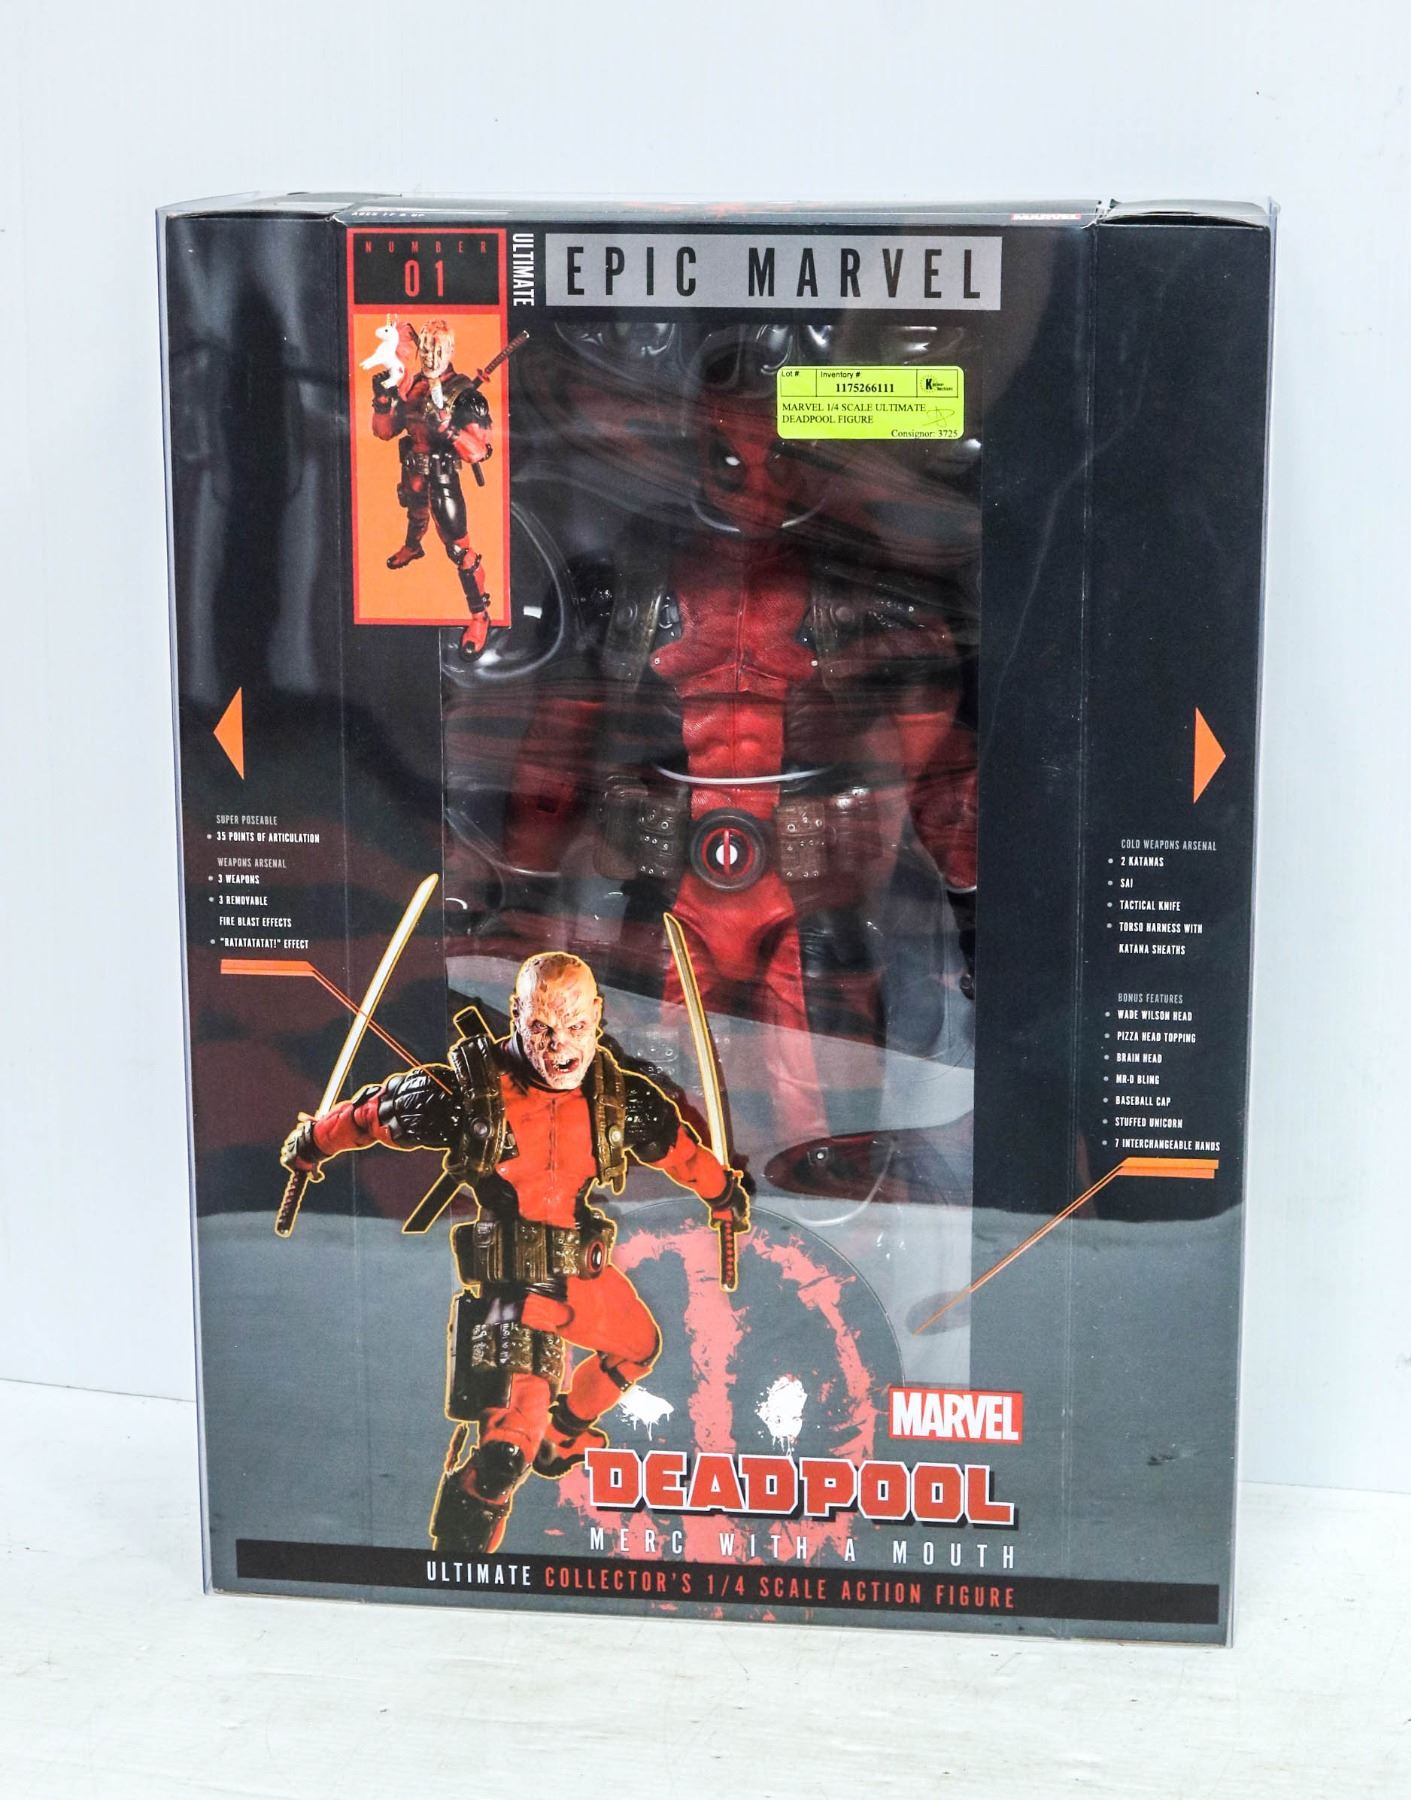 AGES 17 & UP
MARVEL
NUMBER
01
ULTIMATE
EPIC MARVEL
Lot #
Inventory #
1175266111
MARVEL 1/4 SCALE ULTIMATE
DEADPOOL FIGURE
Consignor: 3725
SUPER POSEABLE
• 35 POINTS OF ARTICULATION
WEAPONS ARSENAL
• 3 WEAPONS
• 3 REMOVABLE
FIRE BLAST EFFECTS
• "RATATATATAT!" EFFECT
COLD WEAPONS ARSENAL
• 2 KATANAS
• SAI
• TACTICAL KNIFE
• TORSO HARNESS WITH
KATANA SHEATHS
BONUS FEATURES
• WADE WILSON HEAD
• PIZZA HEAD TOPPING
• BRAIN HEAD
• MR-D BLING
• BASEBALL CAP
• STUFFED UNICORN
• 7 INTERCHANGEABLE HANDS
MARVEL
DEADPOOL
MERC WITH A MOUTH
ULTIMATE COLLECTOR'S 1/4 SCALE ACTION FIGURE